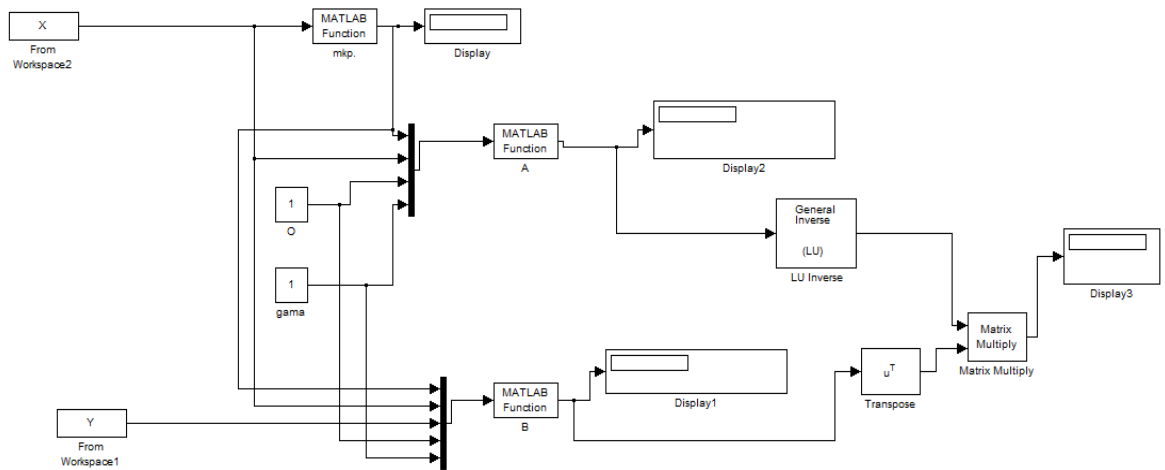 X
From
Workspace2
MATLAB
Function
mkp.
Display
MATLAB
Function
A
Display2
1
O
General
Inverse
(LU)
LU Inverse
Display3
1
gama
Matrix
Multiply
Matrix Multiply
Display1
u^T
Transpose
MATLAB
Function
B
Y
From
Workspace1